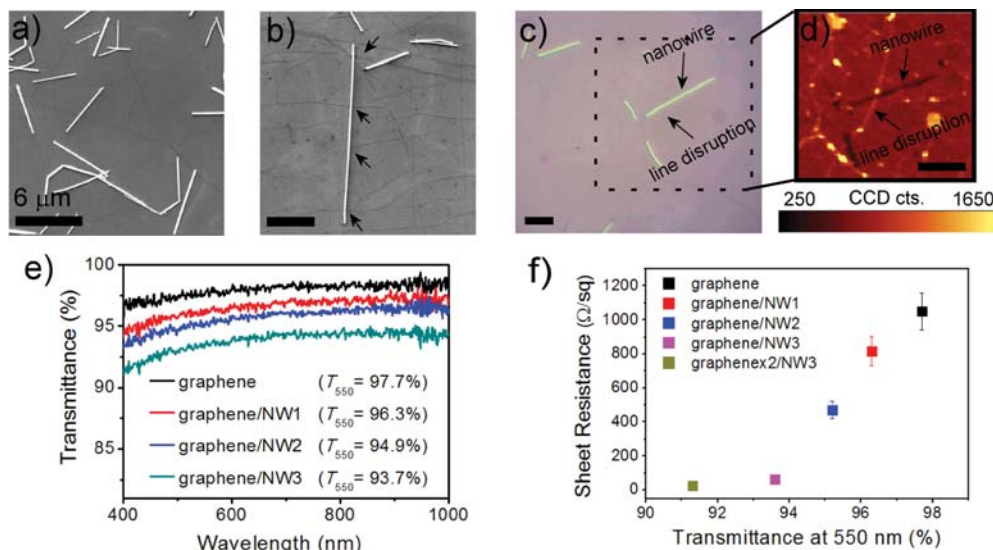 a)
6 μm
b)
c)
nanowire
line disruption
d)
nanowire
line disruption
250 CCD cts. 1650
e)
Transmittance (%)
100
95
90
85
graphene (T550 = 97.7%)
graphene/NW1 (T550 = 96.3%)
graphene/NW2 (T550 = 94.9%)
graphene/NW3 (T550 = 93.7%)
400 600 800 1000
Wavelength (nm)
f)
Sheet Resistance (Ω/sq)
1200
1000
800
600
400
200
0
graphene
graphene/NW1
graphene/NW2
graphene/NW3
graphenex2/NW3
90 92 94 96 98
Transmittance at 550 nm (%)